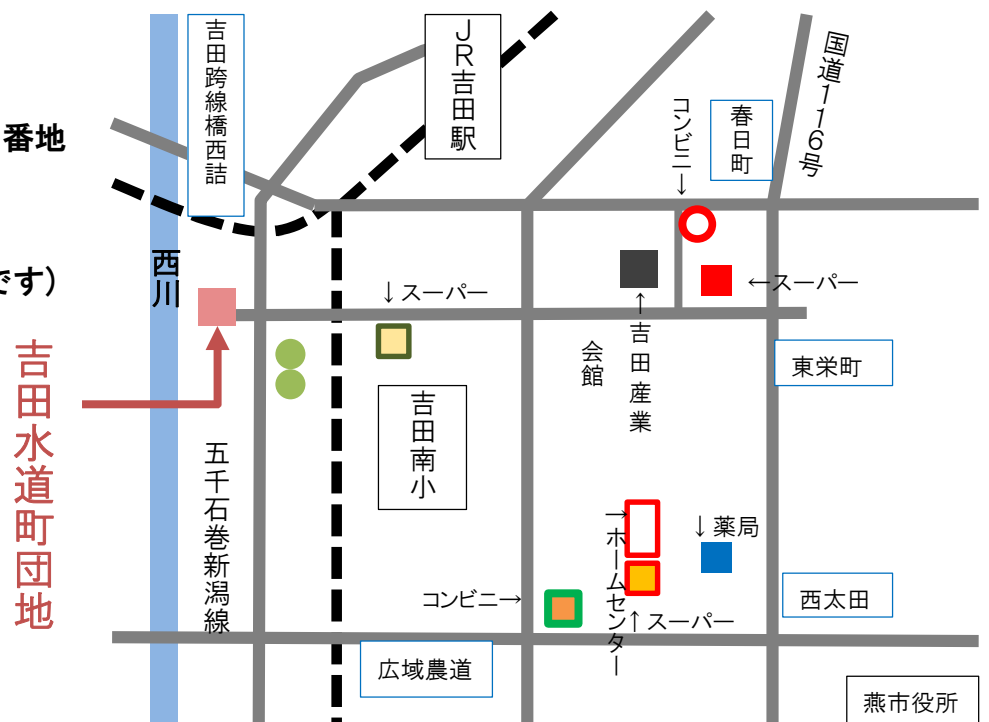 吉田跨線橋西詰
JR吉田駅
国道116号
コンビニ↓
春日町
番地
です）
西川
↓スーパー
←スーパー
↑吉田産業
会館
東栄町
吉田水道町団地
吉田南小
五千石巻新潟線
→ホームセンター
↓薬局
コンビニ→
↑スーパー
西太田
広域農道
燕市役所